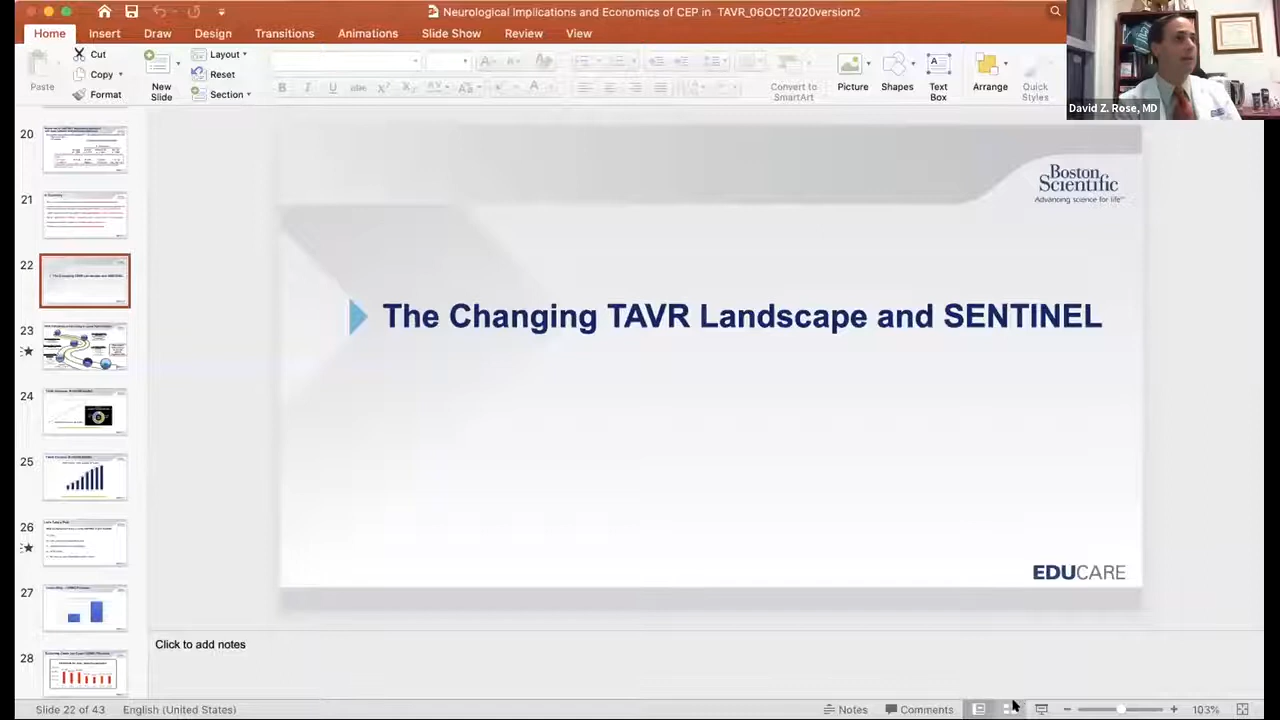 Neurological Implications and Economics of CEP in TAVR.06OCT2020version2
Home Insert Draw Design Transitions Animations Slide Show Review View
Paste
Cut
Copy
Format
New
Slide
Layout
Reset
Section
Convert to
SmartArt
Picture
Shapes
Text
Box
Arrange
Quick
Styles
David Z. Rose, MD
20
21
22
23
24
25
26
27
28
Boston
Scientific
Advancing science for life™
The Changing TAVR Landscape and SENTINEL
EDUCARE
Click to add notes
Slide 22 of 43 English (United States) Notes Comments 103%